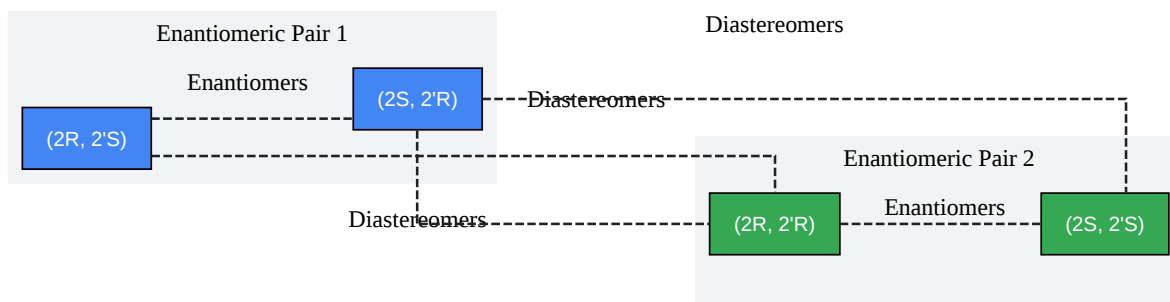 Diastereomers
Enantiomeric Pair 1
Enantiomers
(2S, 2'R)
Diastereomers
(2R, 2'S)
Enantiomeric Pair 2
Diastereomers
(2R, 2'R)
Enantiomers
(2S, 2'S)